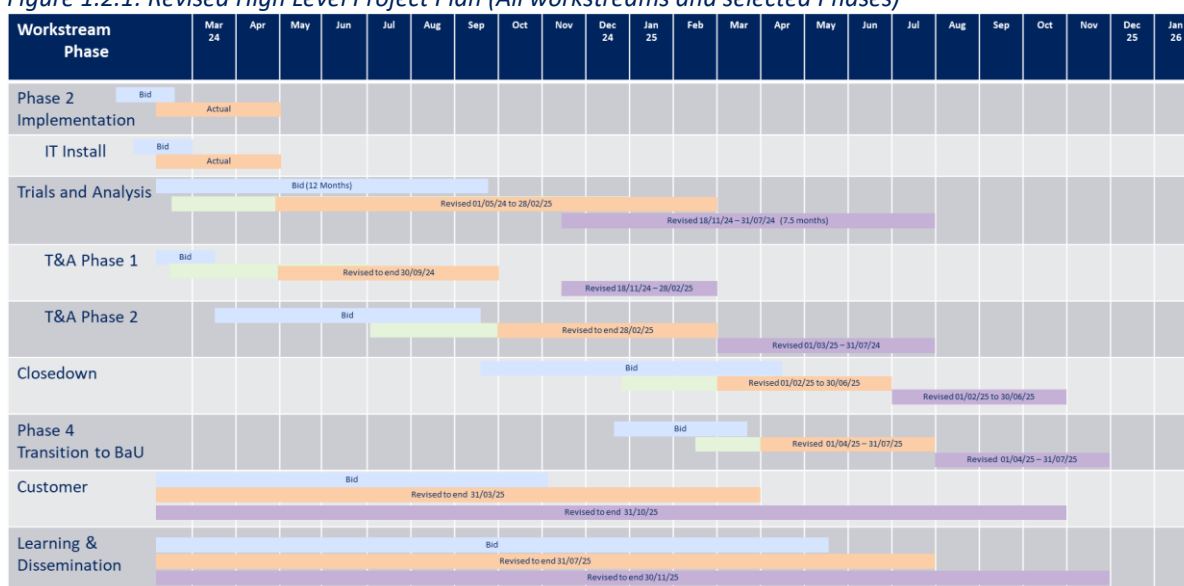 Figure 1.2.1: Revised High Level Project Plan (All workstreams and selected Phases)
Workstream
Phase
Mar 24 Apr May Jun Jul Aug Sep Oct Nov Dec 24 Jan 25 Feb Mar Apr May Jun Jul Aug Sep Oct Nov Dec 25 Jan 26
Phase 2
Implementation
Bid
Actual
IT Install
Bid
Actual
Trials and Analysis
Bid (12 Months)
Revised 01/05/24 to 28/02/25
Revised 18/11/24 – 31/07/24 (7.5 months)
T&A Phase 1
Bid
Revised to end 30/09/24
Revised 18/11/24 – 28/02/25
T&A Phase 2
Bid
Revised to end 28/02/25
Revised 01/03/25 – 31/07/24
Closedown
Bid
Revised 01/02/25 to 30/06/25
Revised 01/02/25 to 30/06/25
Phase 4
Transition to BaU
Bid
Revised 01/04/25 – 31/07/25
Revised 01/04/25 – 31/07/25
Customer
Bid
Revised to end 31/03/25
Revised to end 31/10/25
Learning &
Dissemination
Bid
Revised to end 31/07/25
Revised to end 30/11/25